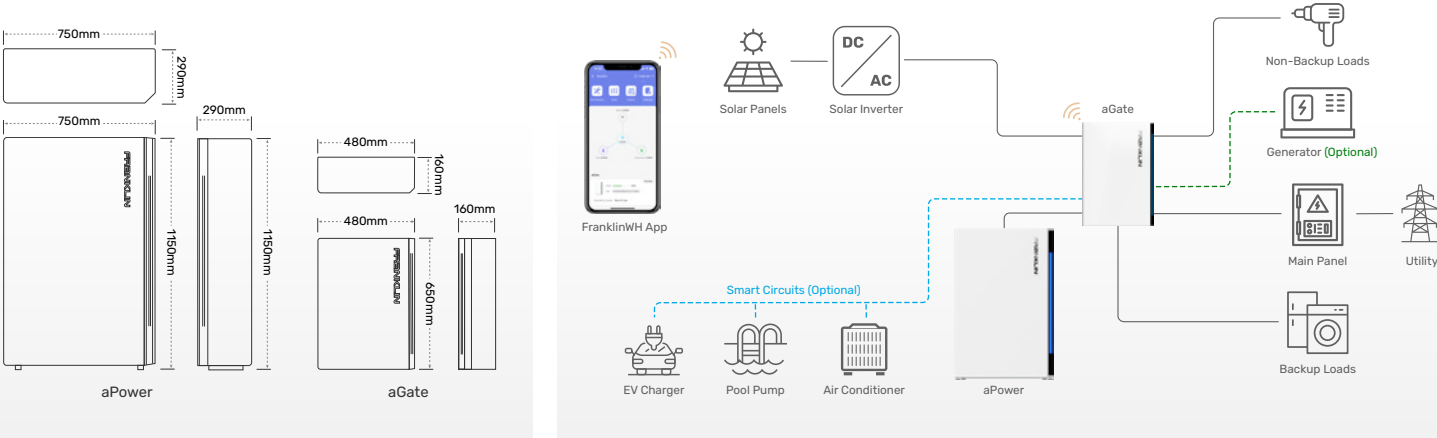 750mm
290mm
750mm
290mm
FRANKLIN
1150mm
1150mm
480mm
160mm
480mm
160mm
FRANKLIN
650mm
aPower
aGate
FranklinWH App
Solar Panels
DC
AC
Solar Inverter
aGate
FRANKLIN
Non-Backup Loads
Generator (Optional)
Main Panel
Utility
Backup Loads
Smart Circuits (Optional)
EV Charger
Pool Pump
Air Conditioner
FRANKLIN
aPower